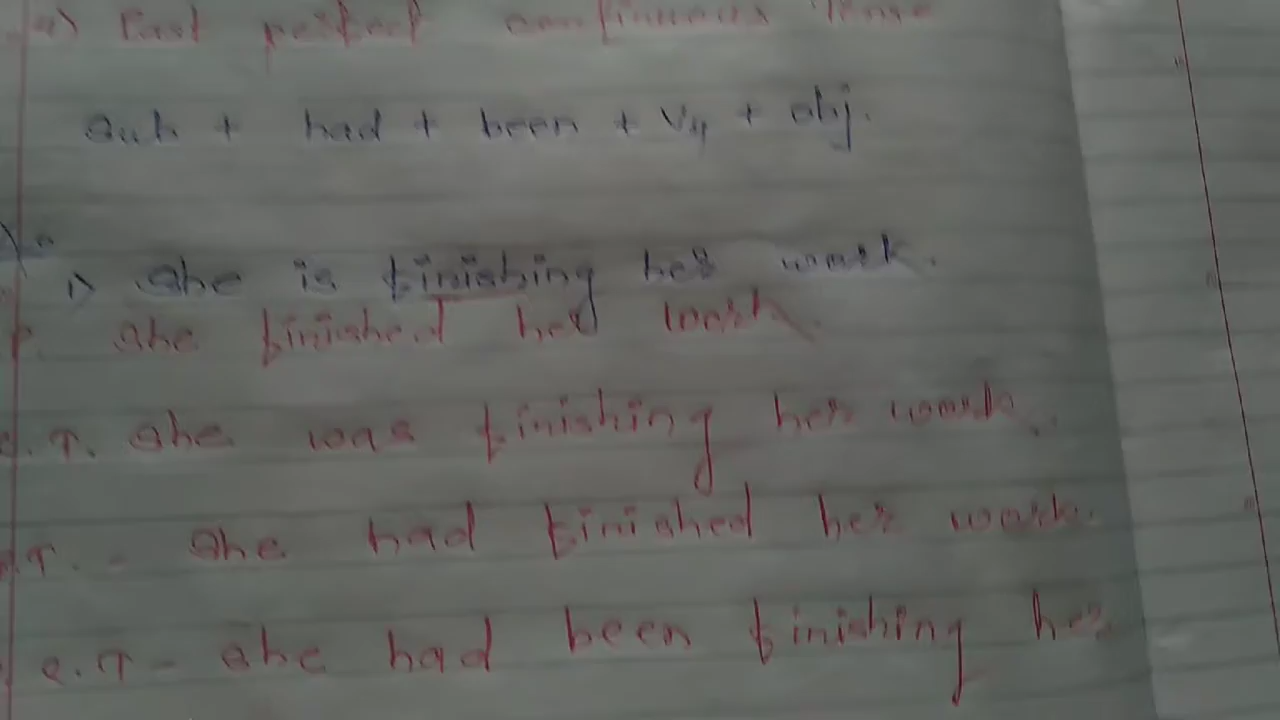 4) Past perfect continuous Tense
Sub + had + been + V4 + obj.
1) She is finishing her work.
P. She finished her work.
c.T. She was finishing her work.
.T. - She had finished her work.
c.T - She had been finishing her